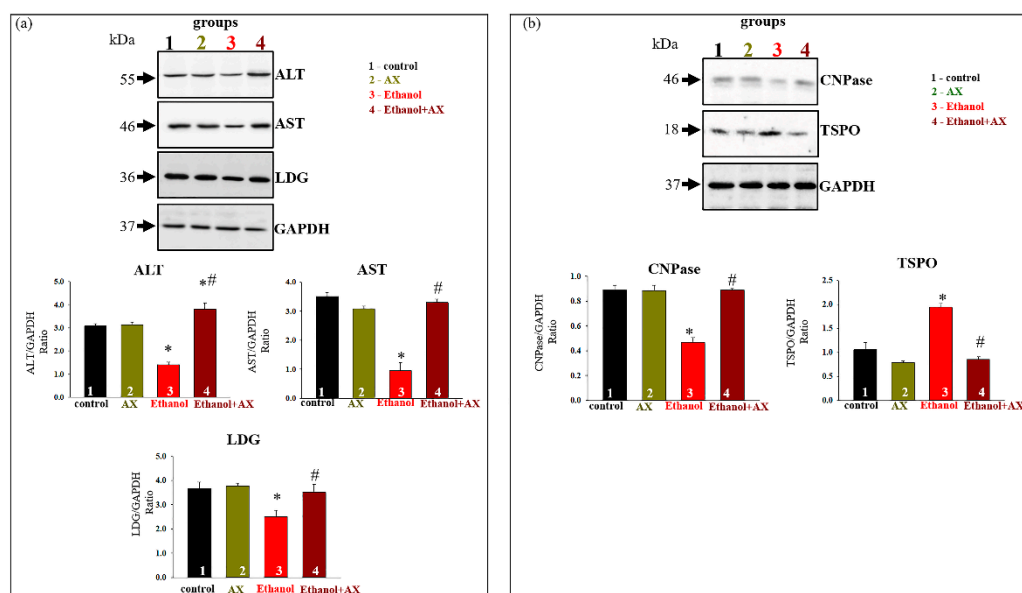 (a)
groups
kDa
1 2 3 4
55
ALT
46
AST
36
LDG
37
GAPDH
1 - control
2 - AX
3 - Ethanol
4 - Ethanol+AX
ALT
ALT/GAPDH
Ratio
5.0
4.0
3.0
2.0
1.0
0.0
*
*#
1 2 3 4
control AX Ethanol Ethanol+AX
AST
AST/GAPDH
Ratio
4.0
3.0
2.0
1.0
0.0
*
#
1 2 3 4
control AX Ethanol Ethanol+AX
LDG
LDG/GAPDH
Ratio
5.0
4.0
3.0
2.0
1.0
0.0
*
#
1 2 3 4
control AX Ethanol Ethanol+AX
(b)
groups
kDa
1 2 3 4
46
CNPase
18
TSPO
37
GAPDH
1 - control
2 - AX
3 - Ethanol
4 - Ethanol+AX
CNPase
CNPase/GAPDH
Ratio
1.0
0.8
0.6
0.4
0.2
0.0
*
#
1 2 3 4
control AX Ethanol Ethanol+AX
TSPO
TSPO/GAPDH
Ratio
2.5
2.0
1.5
1.0
0.5
0.0
*
#
1 2 3 4
control AX Ethanol Ethanol+AX